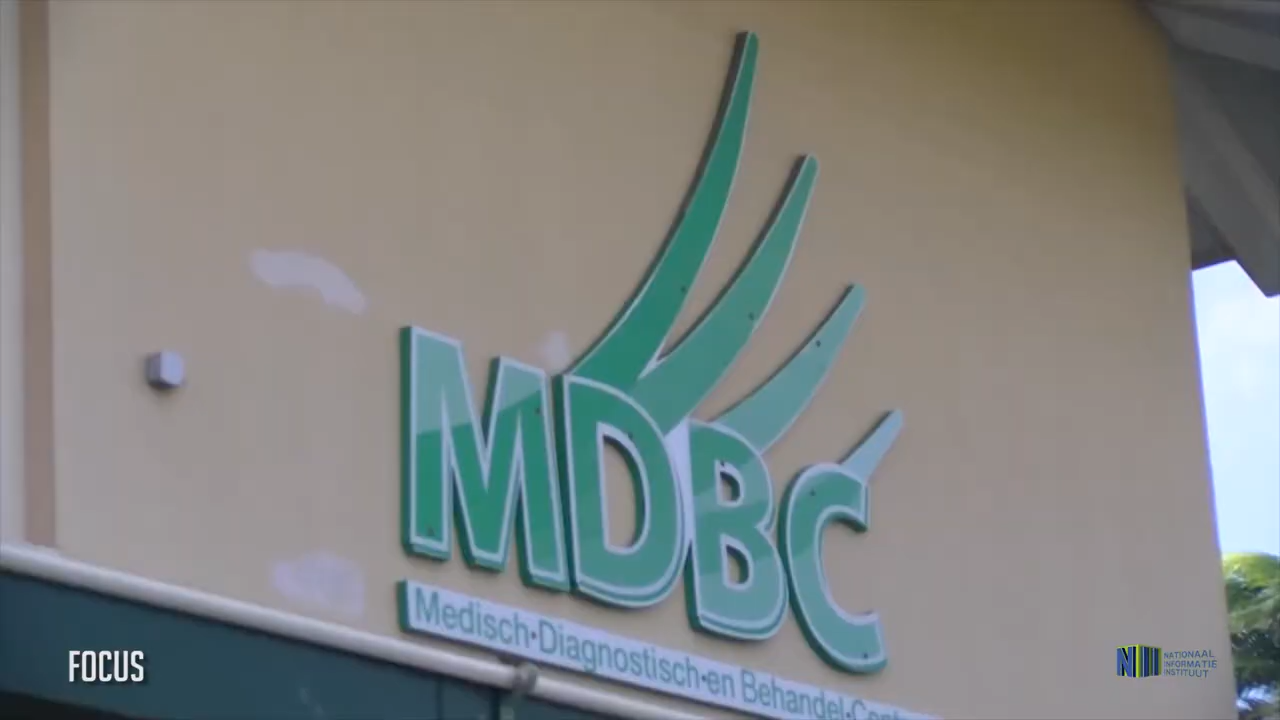 MDBC
Medisch·Diagnostisch·en Behandel·
FOCUS
NATIONAAL
INFORMATIE
INSTITUUT